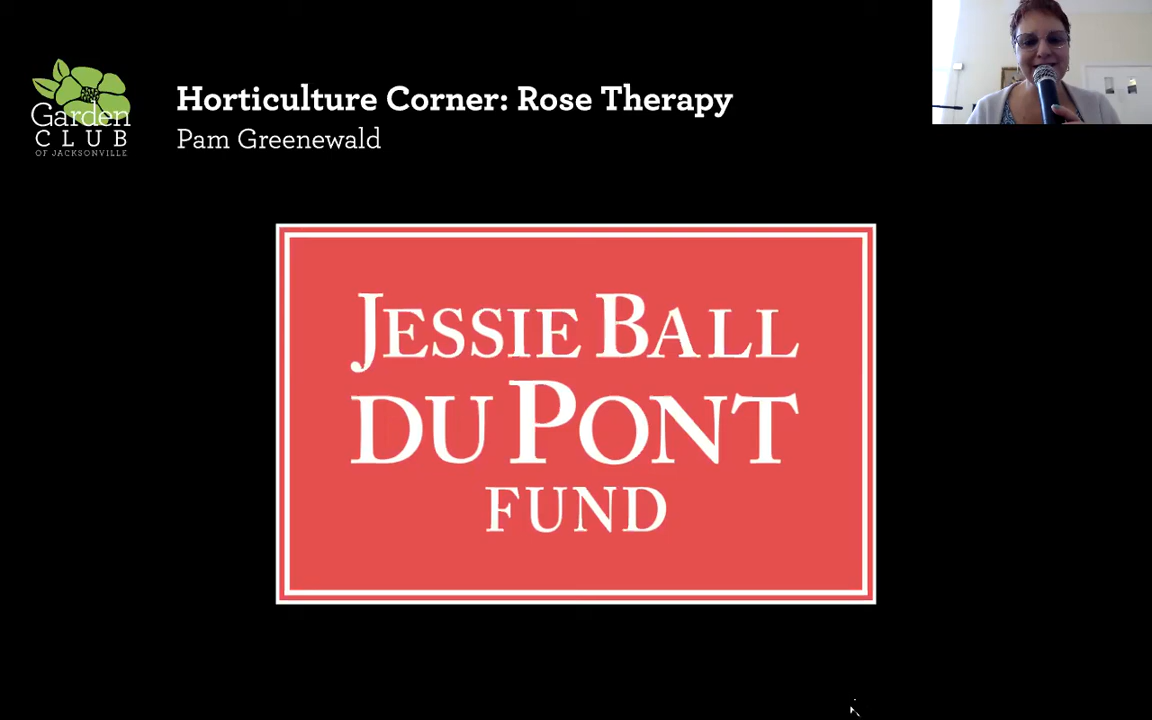 Garden
CLUB
OF JACKSONVILLE
Horticulture Corner: Rose Therapy
Pam Greenewald
JESSIE BALL
DU PONT
FUND